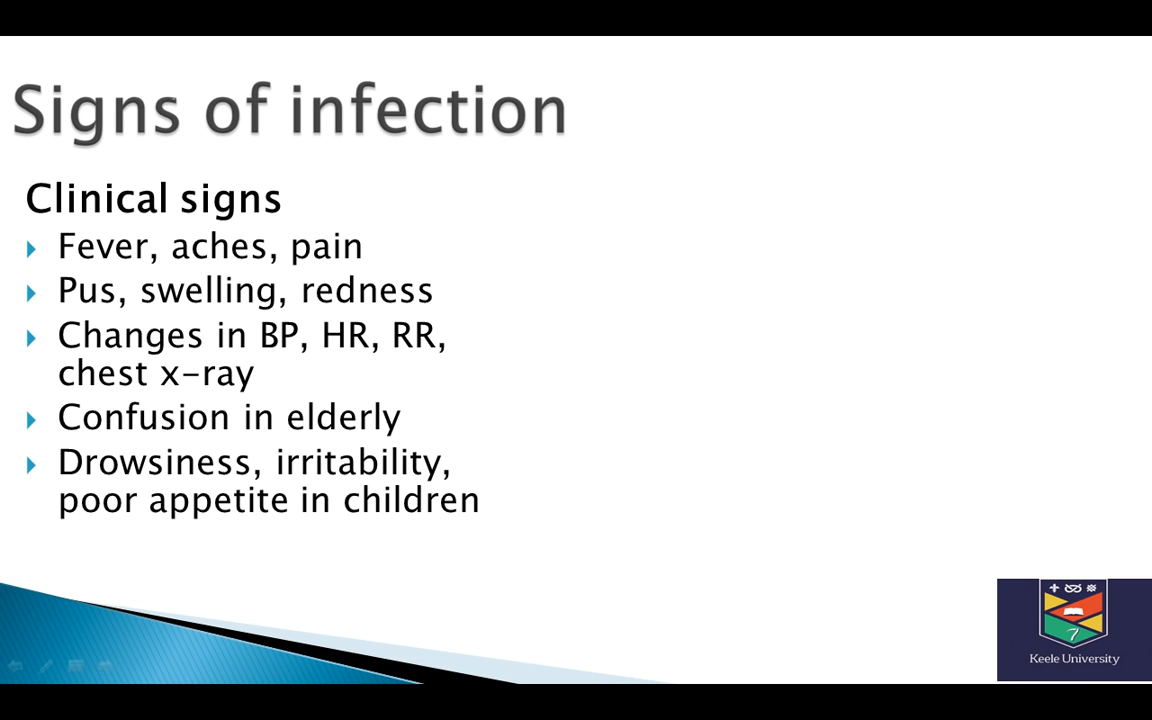 Signs of infection
Clinical signs
Fever, aches, pain
Pus, swelling, redness
Changes in BP, HR, RR,
chest x-ray
Confusion in elderly
Drowsiness, irritability,
poor appetite in children
Keele University